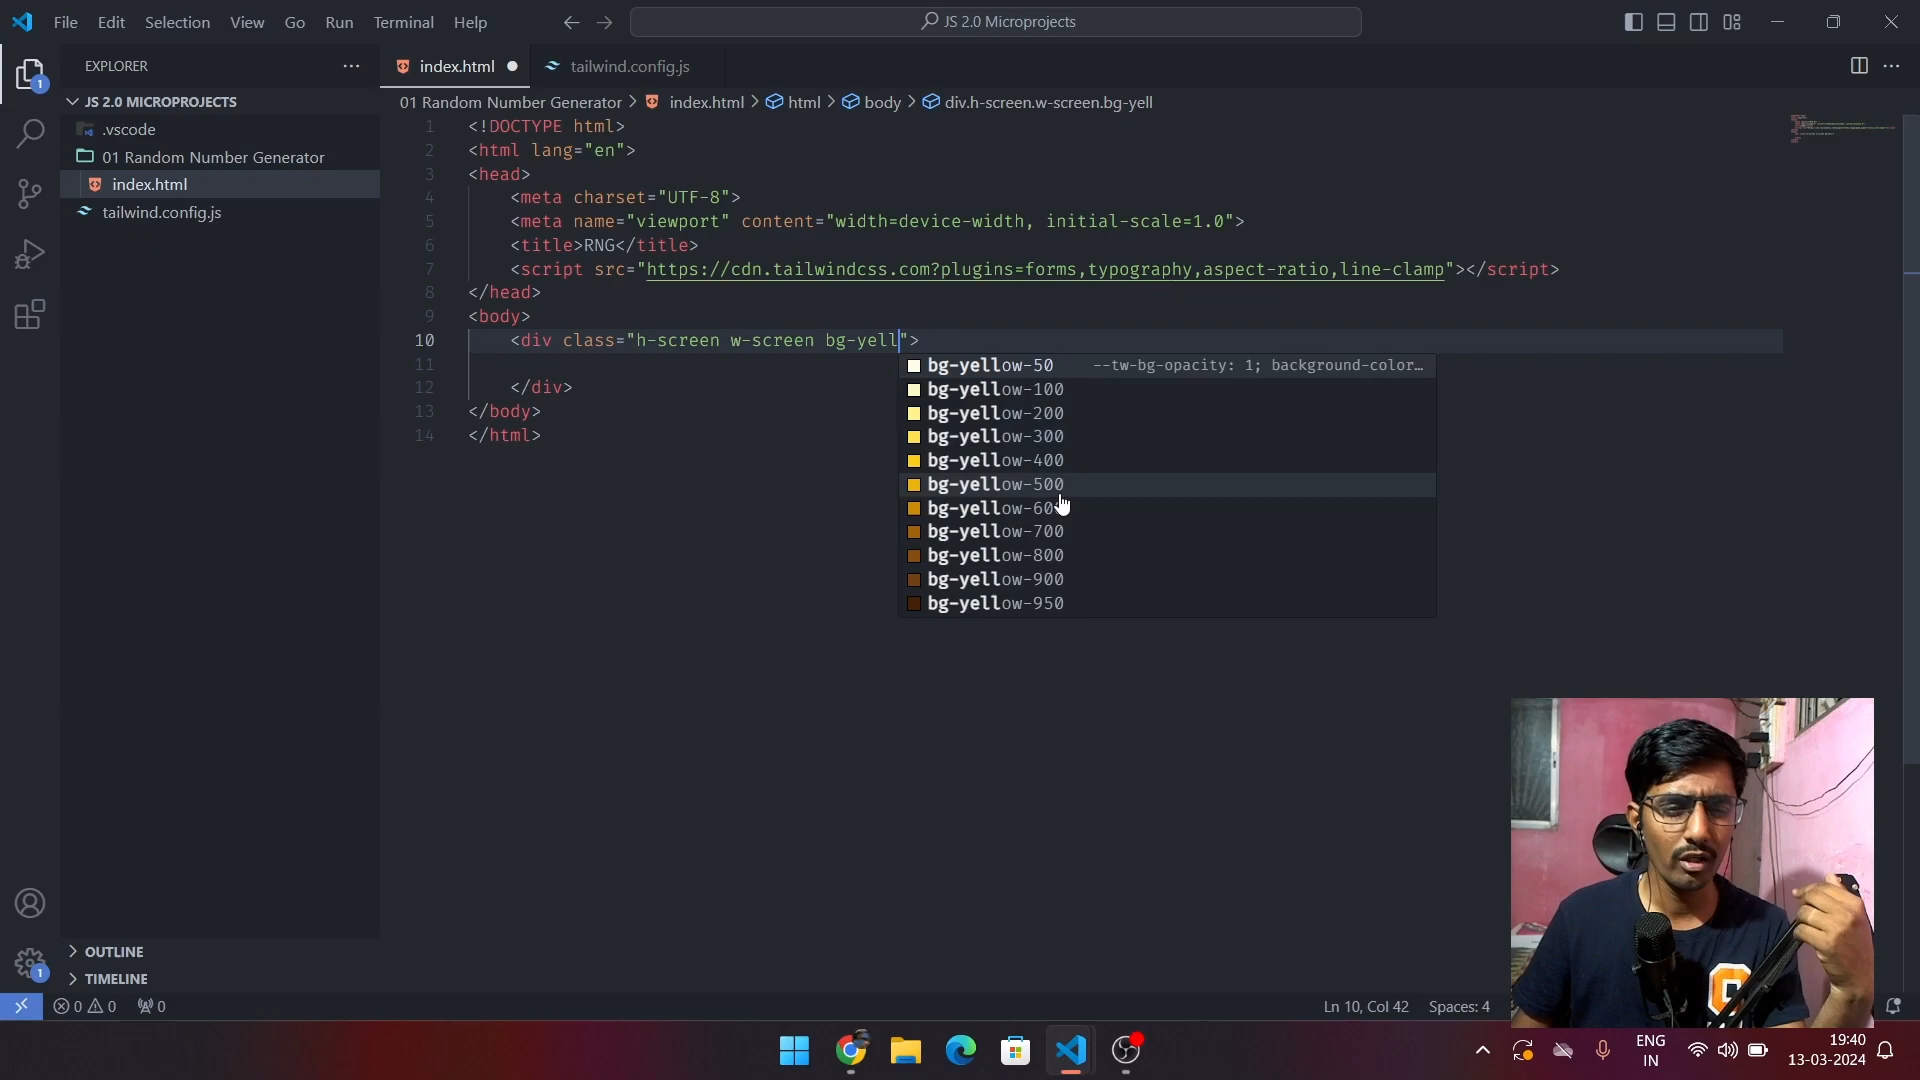 File Edit Selection View Go Run Terminal Help
JS 2.0 Microprojects
EXPLORER
1
index.html
tailwind.config.js
JS 2.0 MICROPROJECTS
.vscode
01 Random Number Generator
index.html
tailwind.config.js
01 Random Number Generator > index.html > html > body > div.h-screen.w-screen.bg-yell
1 <!DOCTYPE html>
2 <html lang="en">
3 <head>
4 <meta charset="UTF-8">
5 <meta name="viewport" content="width=device-width, initial-scale=1.0">
6 <title>RNG</title>
7 <script src="https://cdn.tailwindcss.com?plugins=forms,typography,aspect-ratio,line-clamp"></script>
8 </head>
9 <body>
10 <div class="h-screen w-screen bg-yell">
11
12 </div>
13 </body>
14 </html>
bg-yellow-50 --tw-bg-opacity: 1; background-color…
bg-yellow-100
bg-yellow-200
bg-yellow-300
bg-yellow-400
bg-yellow-500
bg-yellow-60
bg-yellow-700
bg-yellow-800
bg-yellow-900
bg-yellow-950
OUTLINE
1
TIMELINE
0 0 0
Ln 10, Col 42 Spaces: 4
ENG
IN
19:40
13-03-2024